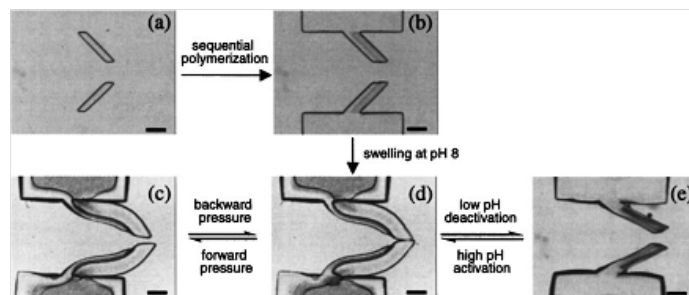 (a)
sequential
polymerization
(b)
swelling at pH 8
(c)
backward
pressure
forward
pressure
(d)
low pH
deactivation
high pH
activation
(e)